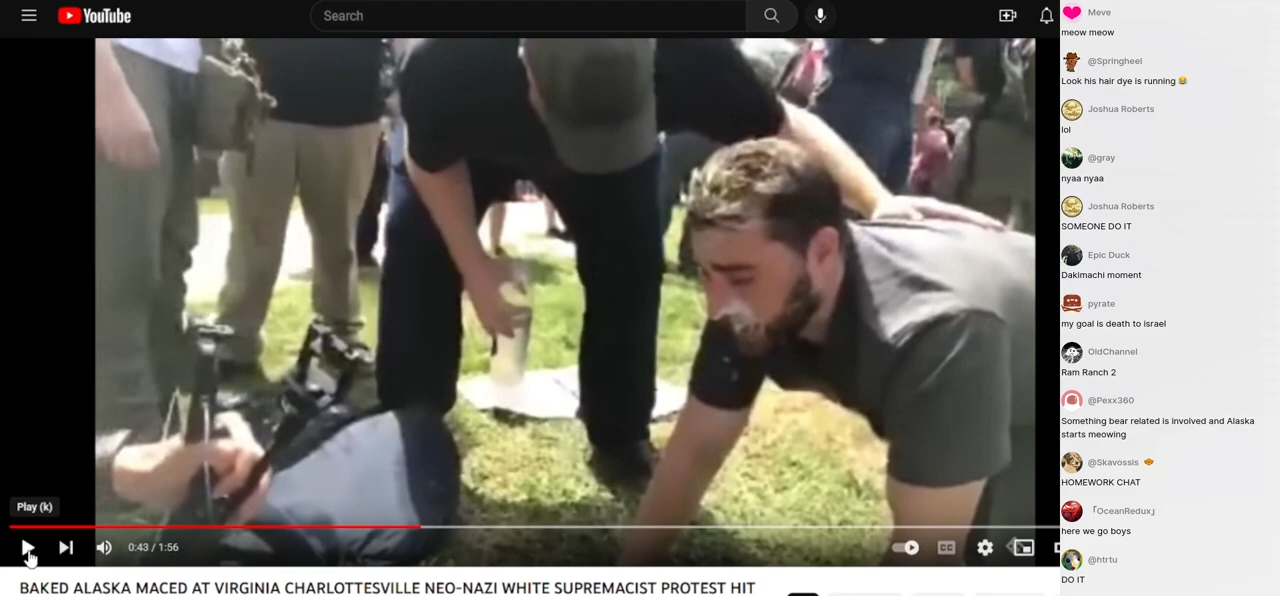 YouTube
Search
Play (k)
0:43 / 1:56
CC
BAKED ALASKA MACED AT VIRGINIA CHARLOTTESVILLE NEO-NAZI WHITE SUPREMACIST PROTEST HIT
Meve
meow meow
@Springheel
Look his hair dye is running 😂
Joshua Roberts
lol
@gray
nyaa nyaa
Joshua Roberts
SOMEONE DO IT
Epic Duck
Dakimachi moment
pyrate
my goal is death to israel
OldChannel
Ram Ranch 2
@Pexx360
Something bear related is involved and Alaska
starts meowing
@Skavossis
HOMEWORK CHAT
「OceanRedux」
here we go boys
@htrtu
DO IT